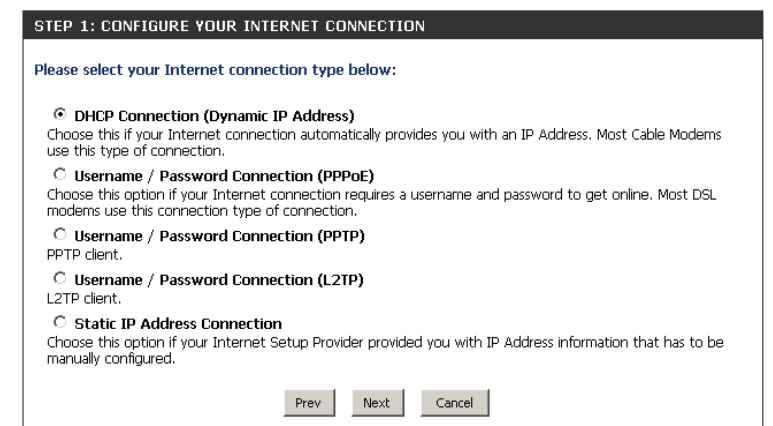 STEP 1: CONFIGURE YOUR INTERNET CONNECTION
Please select your Internet connection type below:
DHCP Connection (Dynamic IP Address)
Choose this if your Internet connection automatically provides you with an IP Address. Most Cable Modems
use this type of connection.
Username / Password Connection (PPPoE)
Choose this option if your Internet connection requires a username and password to get online. Most DSL
modems use this connection type of connection.
Username / Password Connection (PPTP)
PPTP client.
Username / Password Connection (L2TP)
L2TP client.
Static IP Address Connection
Choose this option if your Internet Setup Provider provided you with IP Address information that has to be
manually configured.
Prev Next Cancel